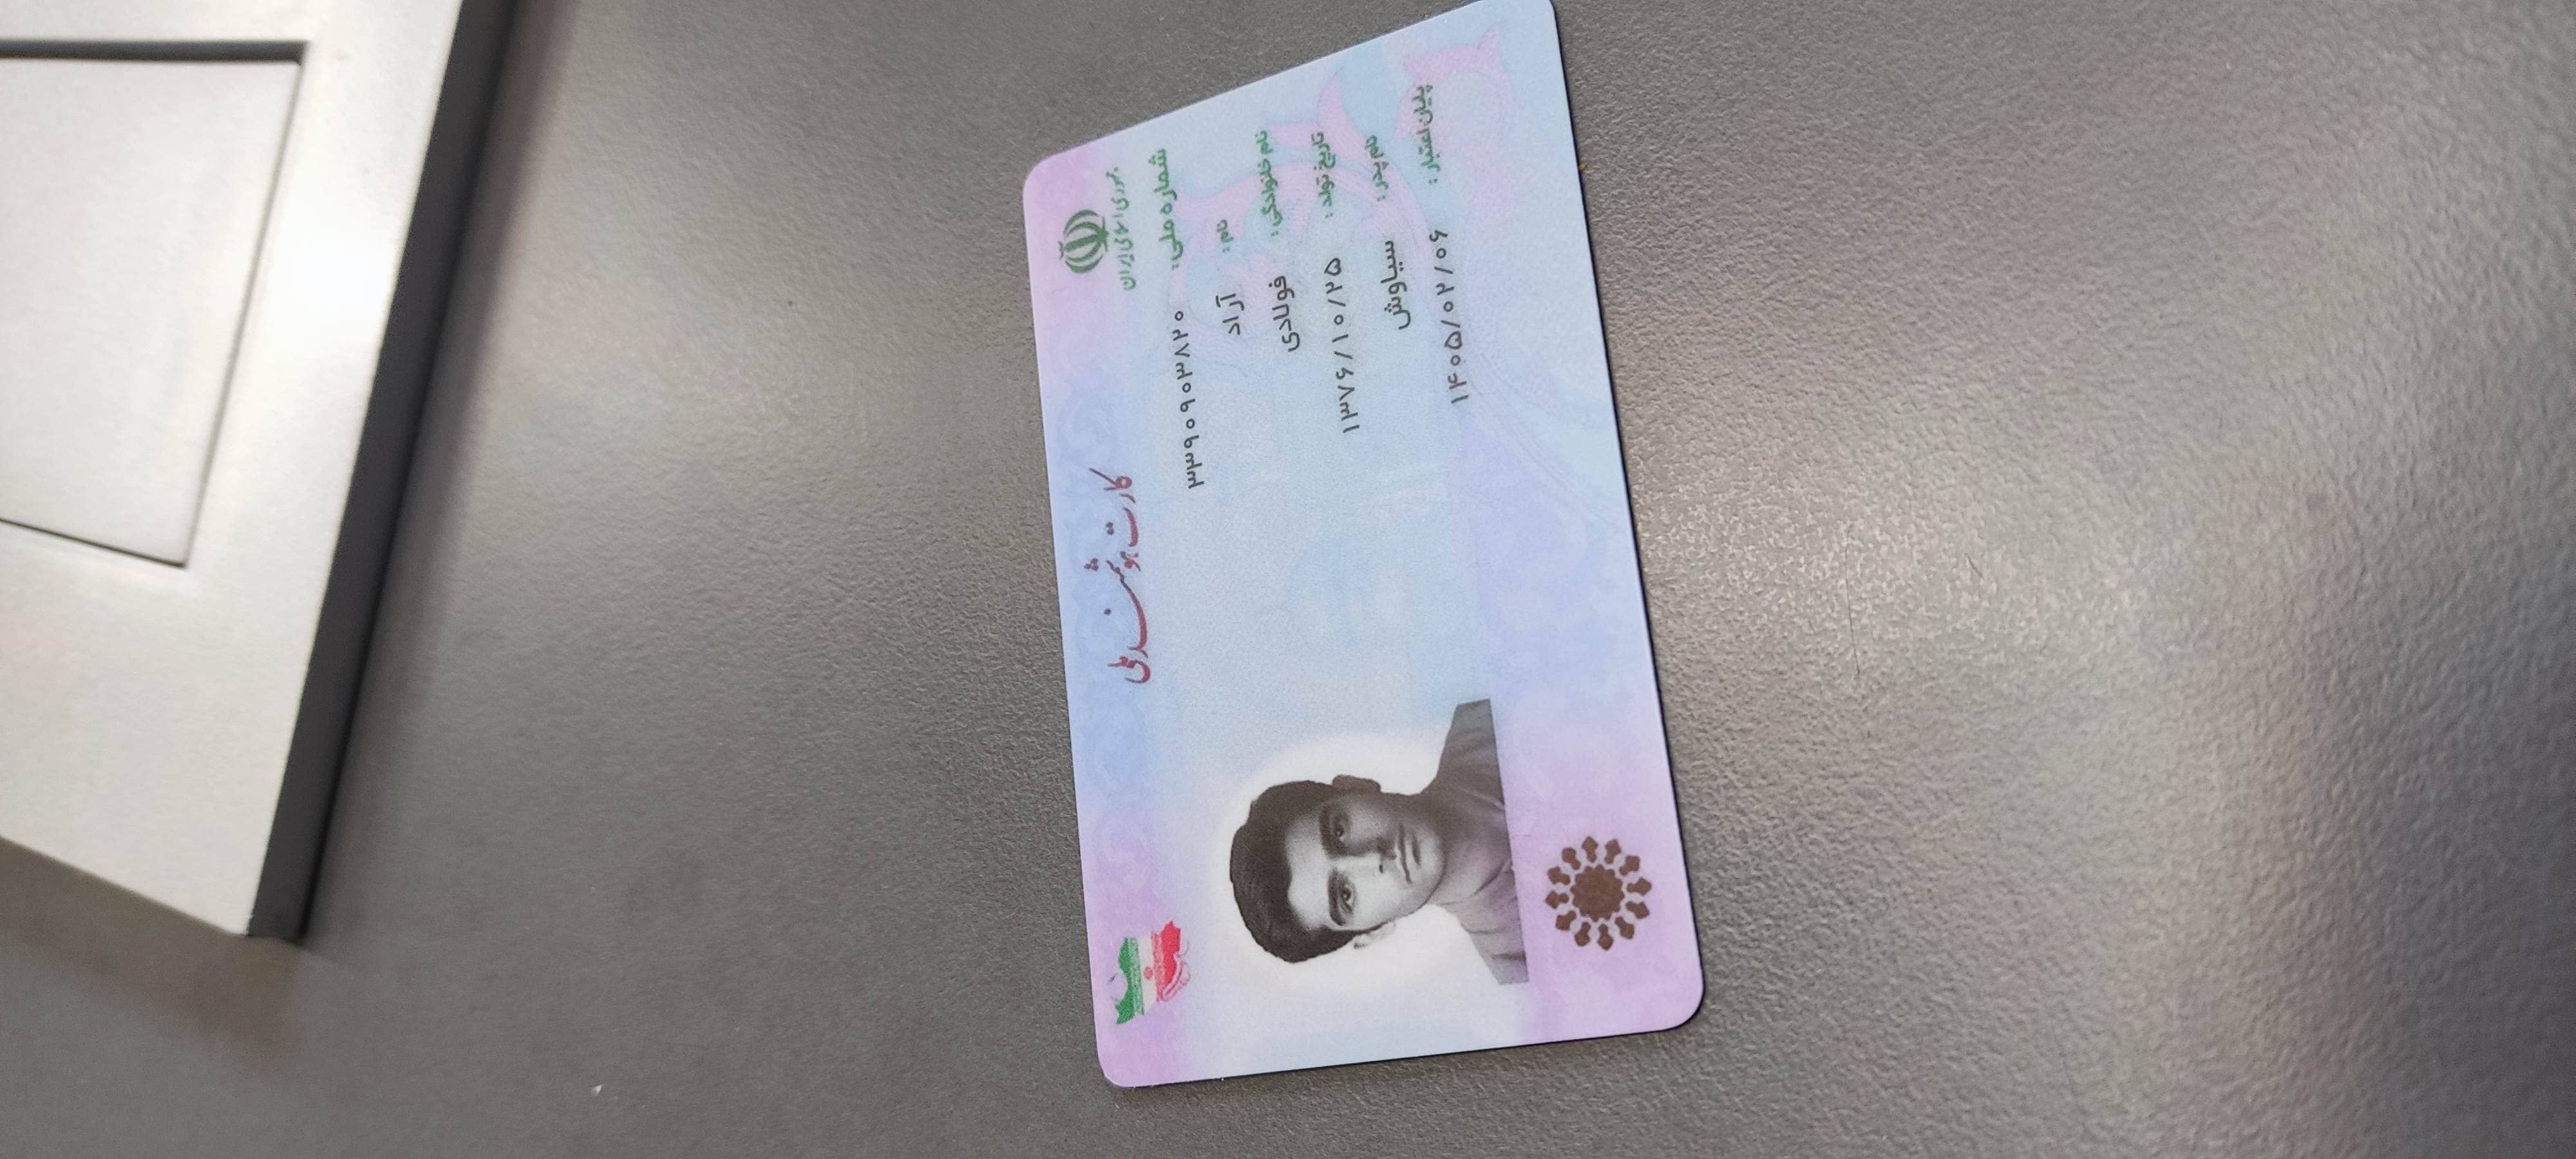 جمهوری اسلامی ایران
کارت هوشمند ملی
شماره ملی: ۳۳۹۰۹۰۳۸۲۰
نام: آراد
نام خانوادگی: فولادی
تاریخ تولد: ۱۳۷۶/۱۰/۲۵
نام پدر: سیاوش
پایان اعتبار: ۱۴۰۵/۰۲/۰۶